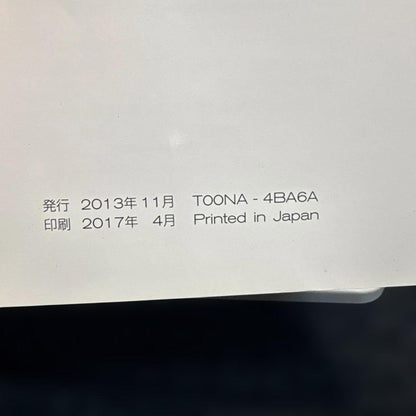 発行 2013年11月 TOONA - 4BA6A
印刷 2017年 4月 Printed in Japan